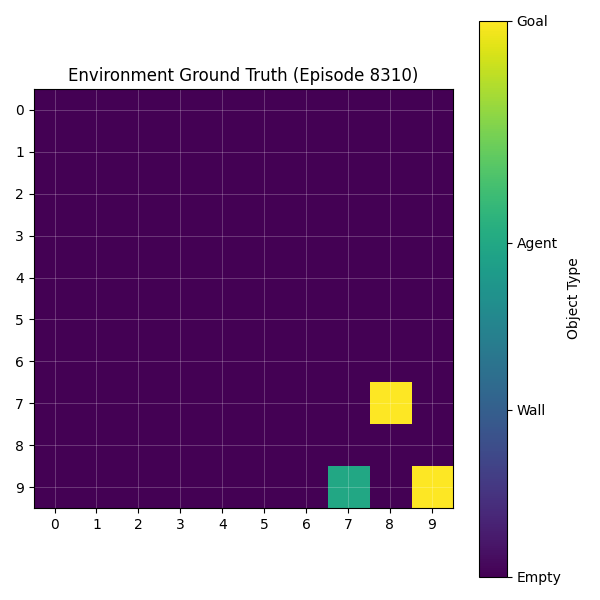 Environment Ground Truth (Episode 8310)
0
1
2
3
4
5
6
7
8
9
0 1 2 3 4 5 6 7 8 9
Goal
Agent
Wall
Empty
Object Type